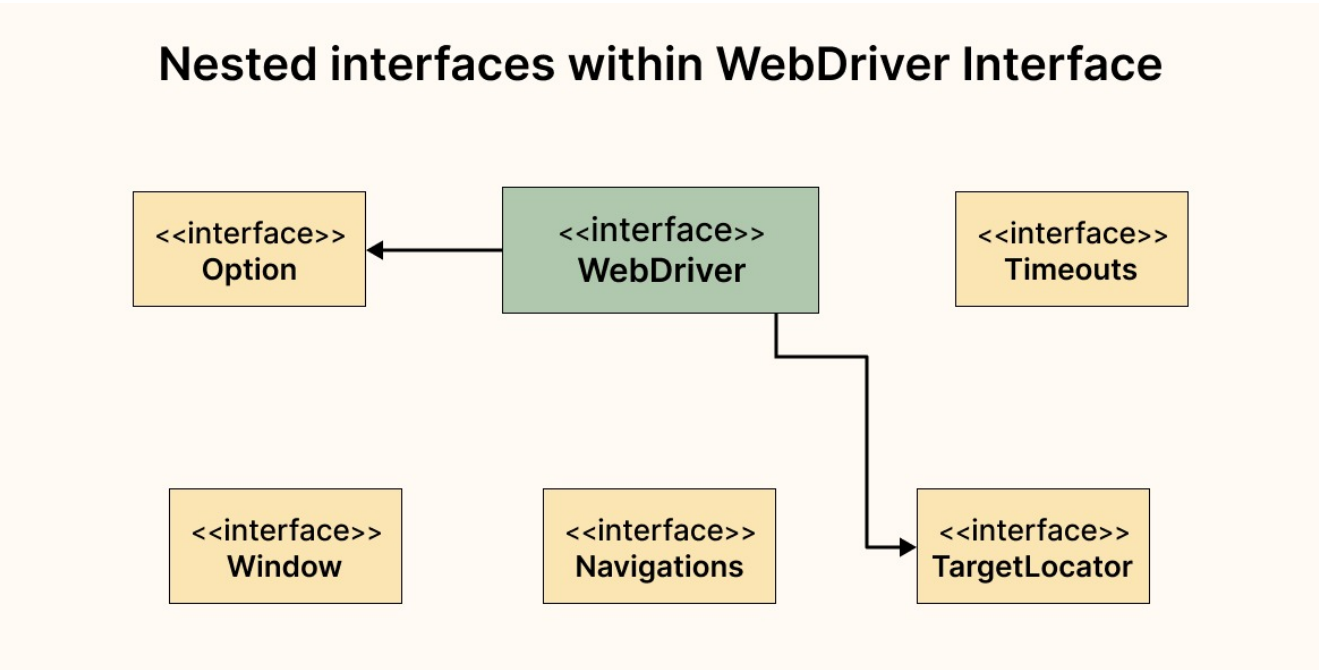 Nested interfaces within WebDriver Interface
<<interface>>
Option
<<interface>>
WebDriver
<<interface>>
Timeouts
<<interface>>
Window
<<interface>>
Navigations
<<interface>>
TargetLocator